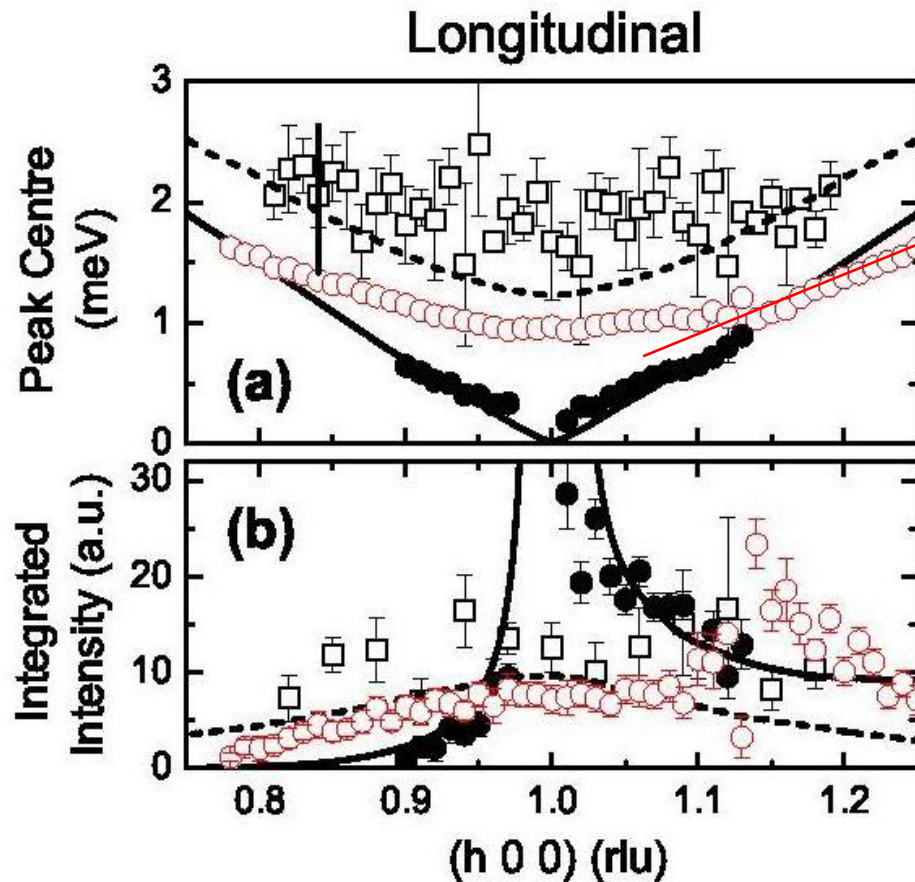 Longitudinal
Peak Centre
(meV)
3
2
1
0
(a)
Integrated
Intensity (a.u.)
30
20
10
0
(b)
0.8 0.9 1.0 1.1 1.2
(h 0 0) (rlu)